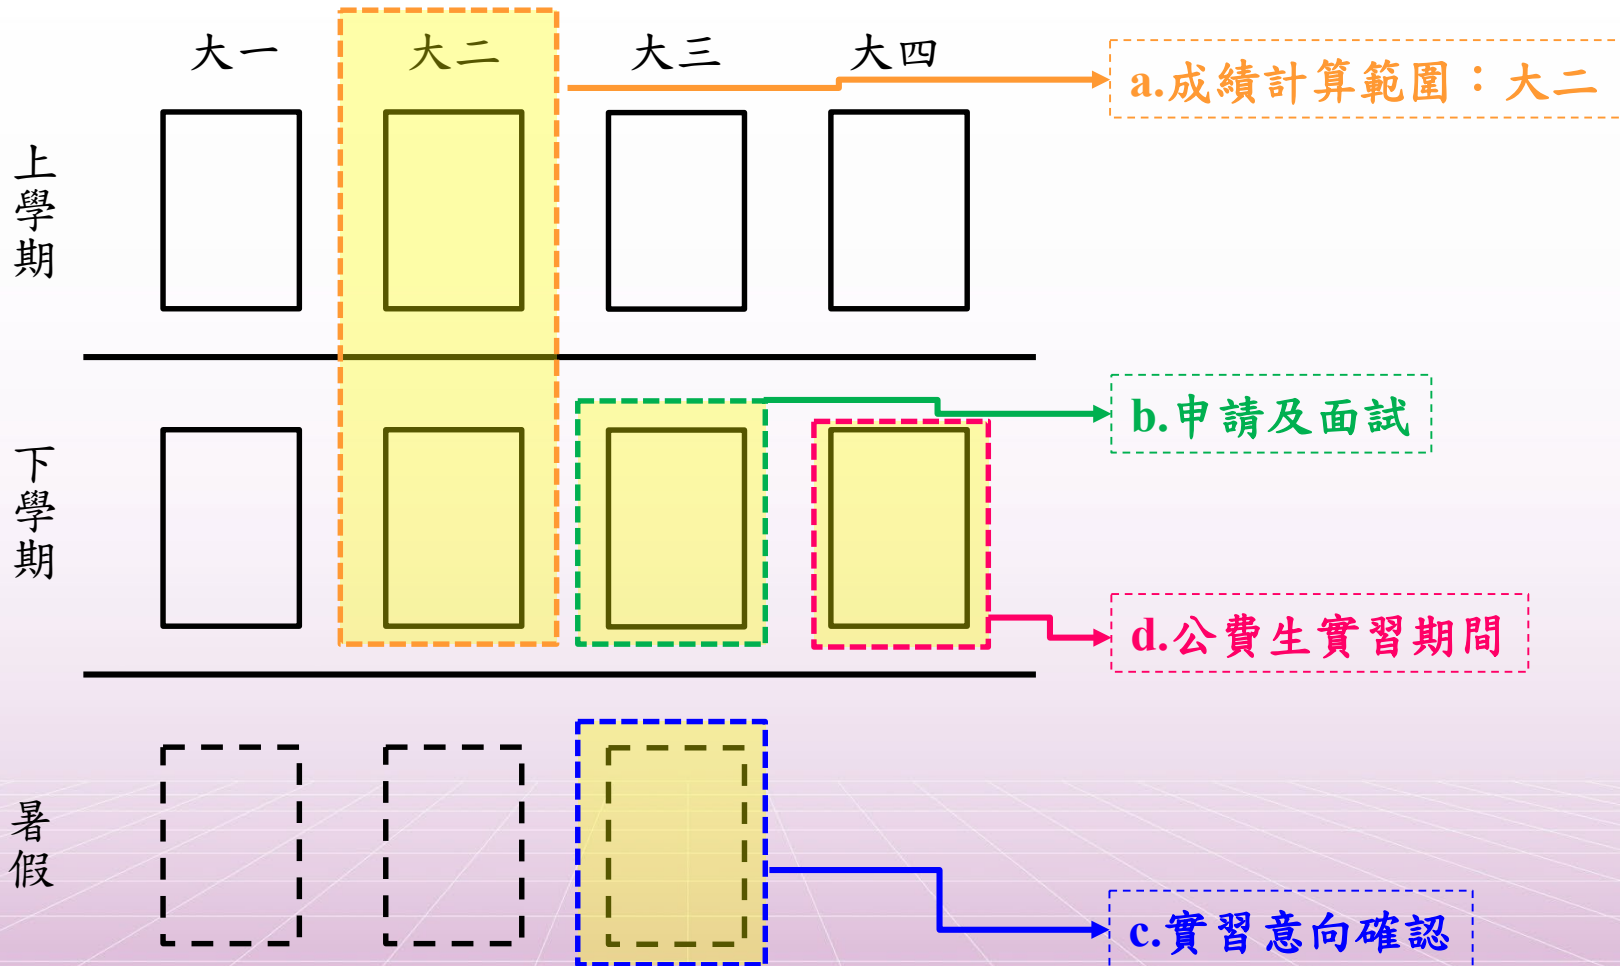 大一
大二
大三
大四
a.成績計算範圍：大二
上學期
b.申請及面試
下學期
d.公費生實習期間
暑假
c.實習意向確認